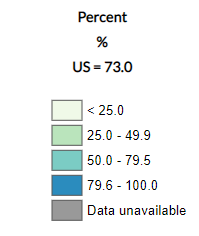 Percent
%
US = 73.0
< 25.0
25.0 - 49.9
50.0 - 79.5
79.6 - 100.0
Data unavailable